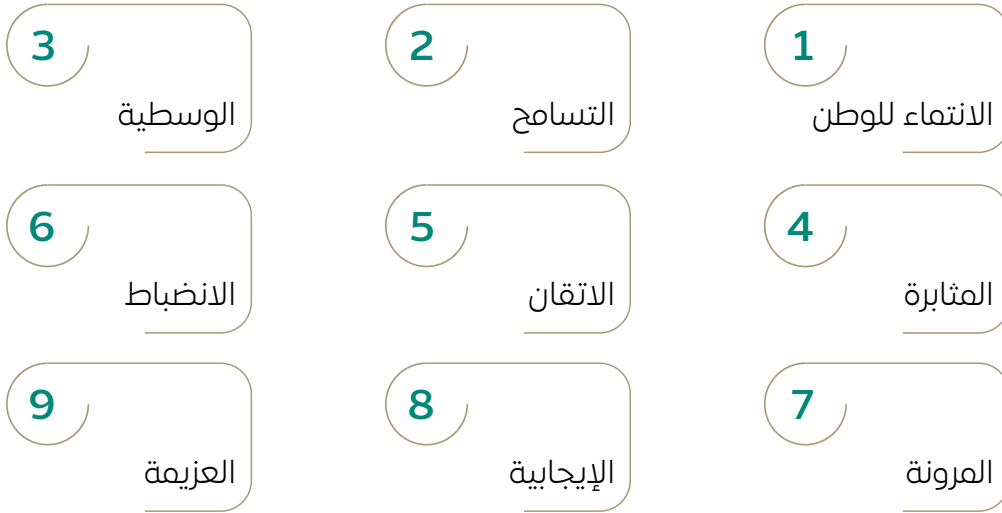 1
الانتماء للوطن
2
التسامح
3
الوسطية
4
المثابرة
5
الاتقان
6
الانضباط
7
المرونة
8
الإيجابية
9
العزيمة